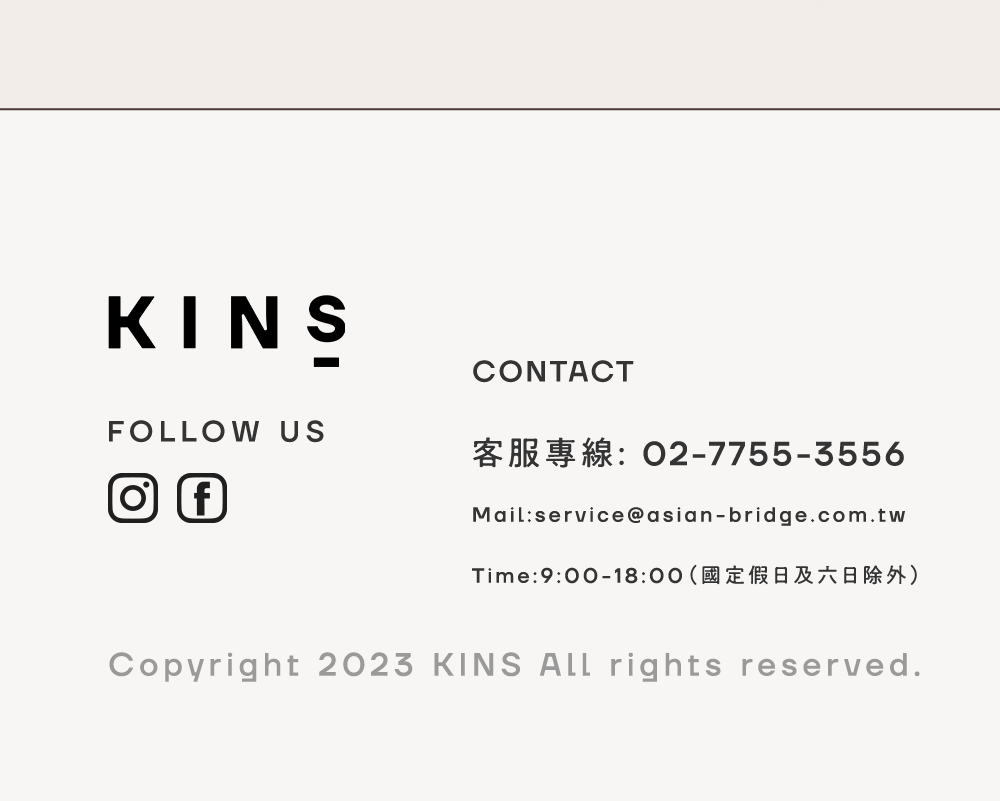 KINS
FOLLOW US
CONTACT
客服專線: 02-7755-3556
Mail:service@asian-bridge.com.tw
Time:9:00-18:00(國定假日及六日除外)
Copyright 2023 KINS All rights reserved.